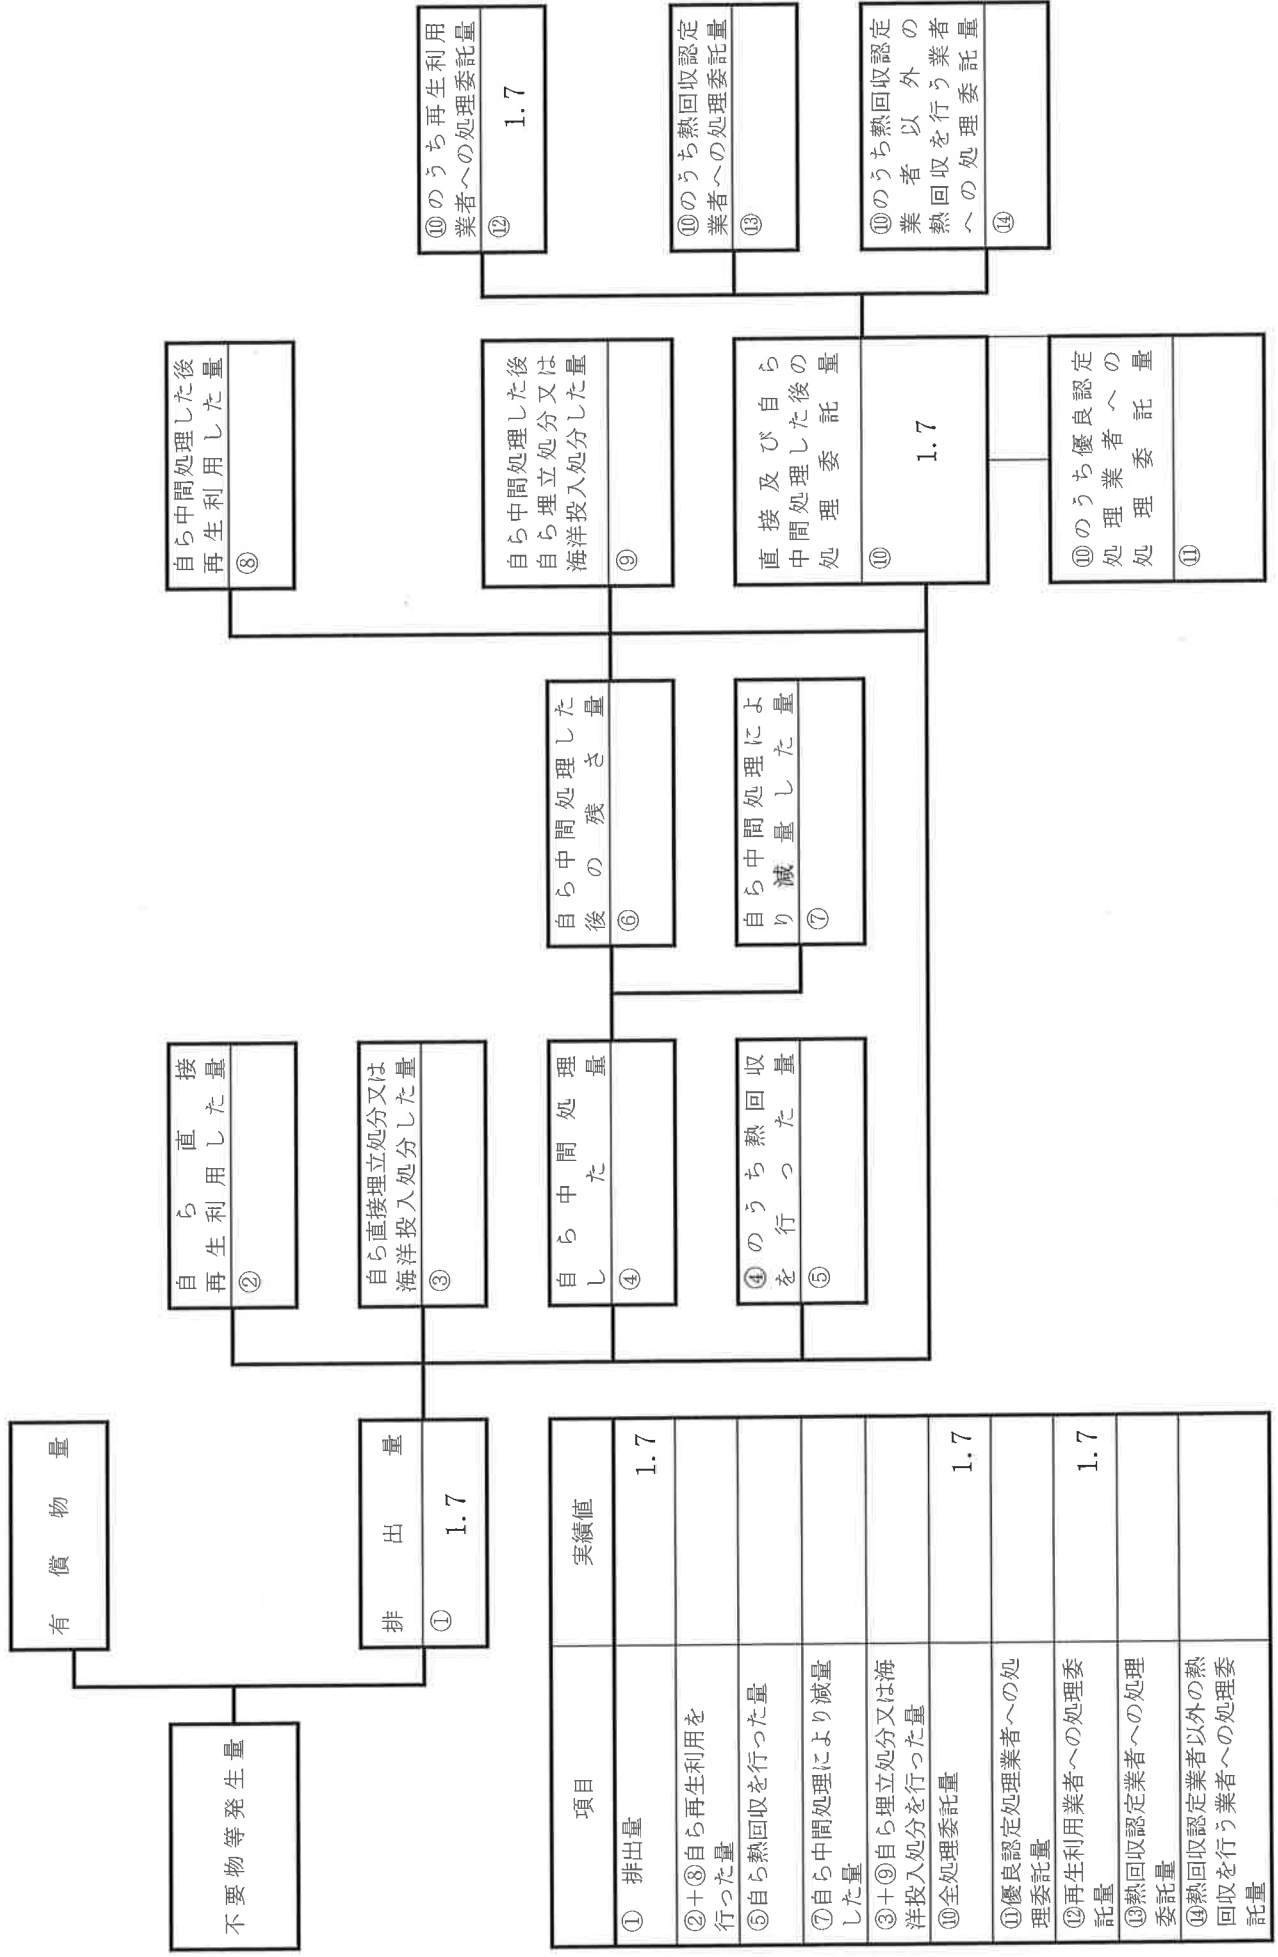 不要物等発生量
有償物量
排出量
①
1.7
自ら直接
再生利用した量
②
自ら直接埋立処分又は
海洋投入処分した量
③
自ら中間処理
した量
④
④のうち熱回収
を行った量
⑤
自ら中間処理した
後の残さ量
⑥
自ら中間処理によ
り減量した量
⑦
自ら中間処理した後
再生利用した量
⑧
自ら中間処理した後
自ら埋立処分又は
海洋投入処分した量
⑨
直接及び自ら
中間処理した後の
処理委託量
⑩
1.7
⑩のうち優良認定
処理業者への
処理委託量
⑪
⑩のうち再生利用
業者への処理委託量
⑫
1.7
⑩のうち熱回収認定
業者への処理委託量
⑬
⑩のうち熱回収認定
業者以外の
熱回収を行う業者
への処理委託量
⑭
項目 実績値
① 排出量 1.7
②+⑧自ら再生利用を
行った量
⑤自ら熱回収を行った量
⑦自ら中間処理により減量
した量
③+⑨自ら埋立処分又は海
洋投入処分を行った量
⑩全処理委託量 1.7
⑪優良認定処理業者への処
理委託量
⑫再生利用業者への処理委
託量 1.7
⑬熱回収認定業者への処理
委託量
⑭熱回収認定業者以外の熱
回収を行う業者への処理委
託量